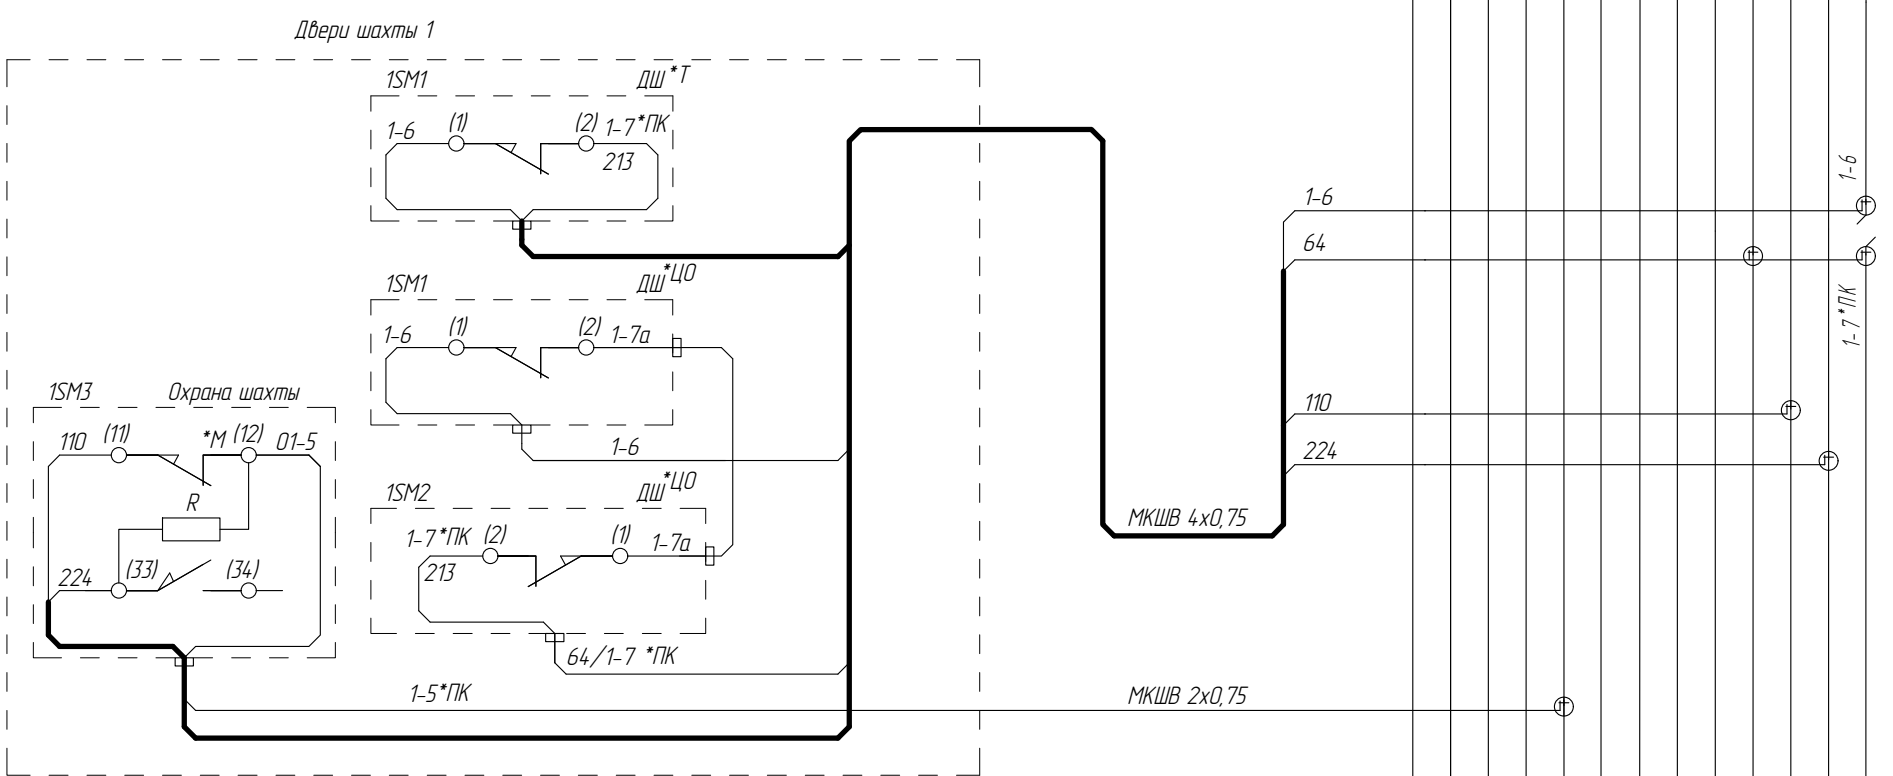 Двери шахты 1
1SM1 ДШ*Т
1-6 (1) (2) 1-7*ПК
213
1SM1 ДШ*ЦО
1-6 (1) (2) 1-7а
1-6
1SM3 Охрана шахты
110 (11) *М (12) 01-5
R
224 (33) (34)
1SM2 ДШ*ЦО
1-7*ПК (2) (1) 1-7а
213
64/1-7 *ПК
1-5*ПК
МКШВ 4х0,75
МКШВ 2х0,75
1-6
64
110
224
1-6
1-7*ПК